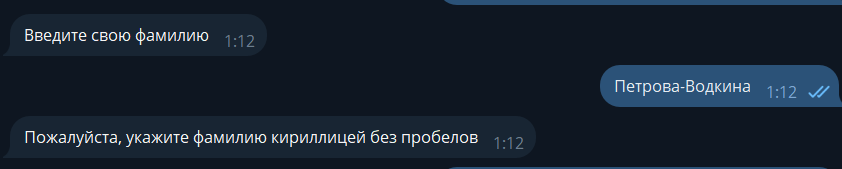 Введите свою фамилию 1:12
Петрова-Водкина 1:12
Пожалуйста, укажите фамилию кириллицей без пробелов 1:12